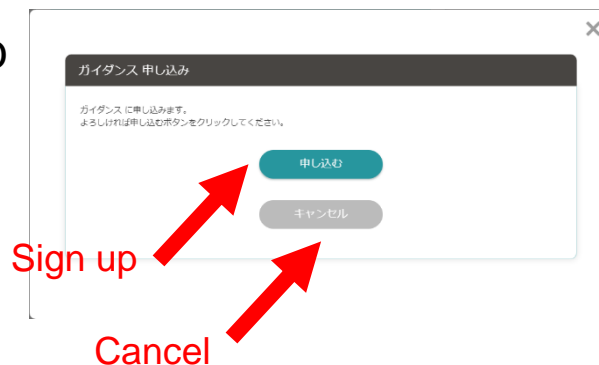 ×
ガイダンス 申し込み
ガイダンス に申し込みます。
よろしければ申し込むボタンをクリックしてください。
申し込む
キャンセル
Sign up
Cancel